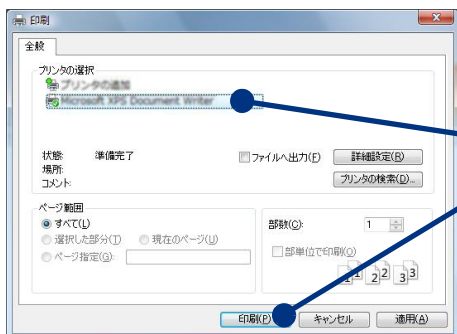 印刷
全般
プリンタの選択
プリンタの追加
Microsoft XPS Document Writer
状態: 準備完了
ファイルへ出力(F) 詳細設定(R)
場所:
コメント: プリンタの検索(D)...
ページ範囲
すべて(L) 部数(C): 1
選択した部分(T) 現在のページ(U)
部単位で印刷(O)
ページ指定(G):
11 22 33
印刷(P) キャンセル 適用(A)